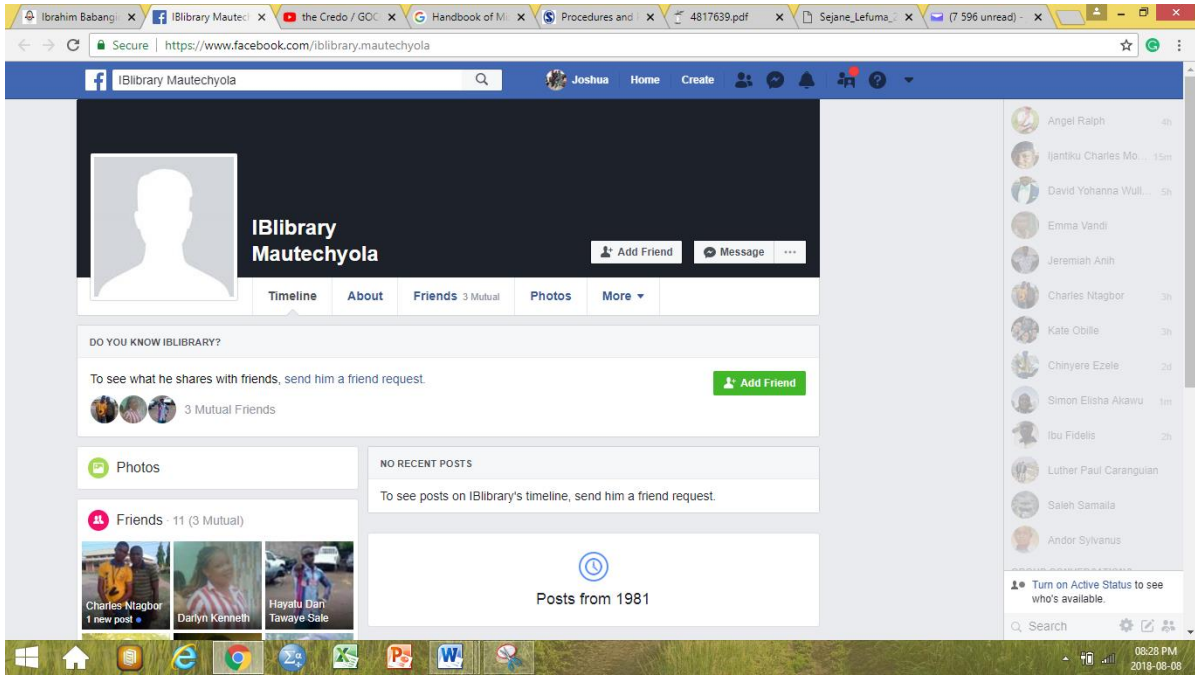 Ibrahim Babangi
IBlibrary Mautecl
the Credo / GOC
Handbook of Mi
Procedures and
4817639.pdf
Sejane_Lefuma_2
(7 596 unread) -
Secure | https://www.facebook.com/iblibrary.mautechyola
IBlibrary Mautechyola
Joshua Home Create
IBlibrary
Mautechyola
Add Friend
Message
Timeline About Friends 3 Mutual Photos More
DO YOU KNOW IBLIBRARY?
To see what he shares with friends, send him a friend request.
Add Friend
3 Mutual Friends
Photos
Friends · 11 (3 Mutual)
Charles Ntagbor
1 new post
Darlyn Kenneth
Hayatu Dan
Tawaye Sale
NO RECENT POSTS
To see posts on IBlibrary's timeline, send him a friend request.
Posts from 1981
Angel Ralph 4h
Ijantiku Charles Mo... 15m
David Yohanna Wull... 5h
Emma Vandi
Jeremiah Anih
Charles Ntagbor 3h
Kate Obille 3h
Chinyere Ezele 2d
Simon Elisha Akawu 1m
Ibu Fidelis 2h
Luther Paul Caranguian
Saleh Samaila
Andor Sylvanus
Turn on Active Status to see
who's available.
Search
08:28 PM
2018-08-08